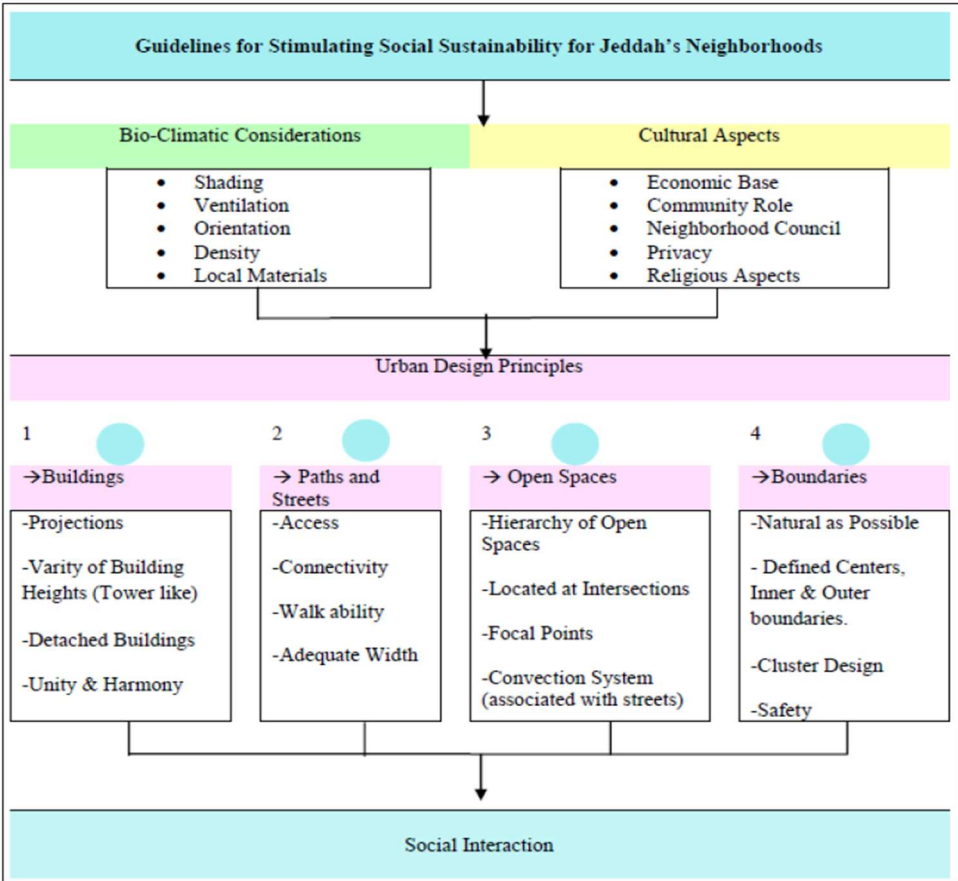 Guidelines for Stimulating Social Sustainability for Jeddah's Neighborhoods
Bio-Climatic Considerations
Cultural Aspects
• Shading
• Ventilation
• Orientation
• Density
• Local Materials
• Economic Base
• Community Role
• Neighborhood Council
• Privacy
• Religious Aspects
Urban Design Principles
1
→Buildings
-Projections
-Varity of Building
Heights (Tower like)
-Detached Buildings
-Unity & Harmony
2
→ Paths and
Streets
-Access
-Connectivity
-Walk ability
-Adequate Width
3
→ Open Spaces
-Hierarchy of Open
Spaces
-Located at Intersections
-Focal Points
-Convection System
(associated with streets)
4
→Boundaries
-Natural as Possible
- Defined Centers,
Inner & Outer
boundaries.
-Cluster Design
-Safety
Social Interaction